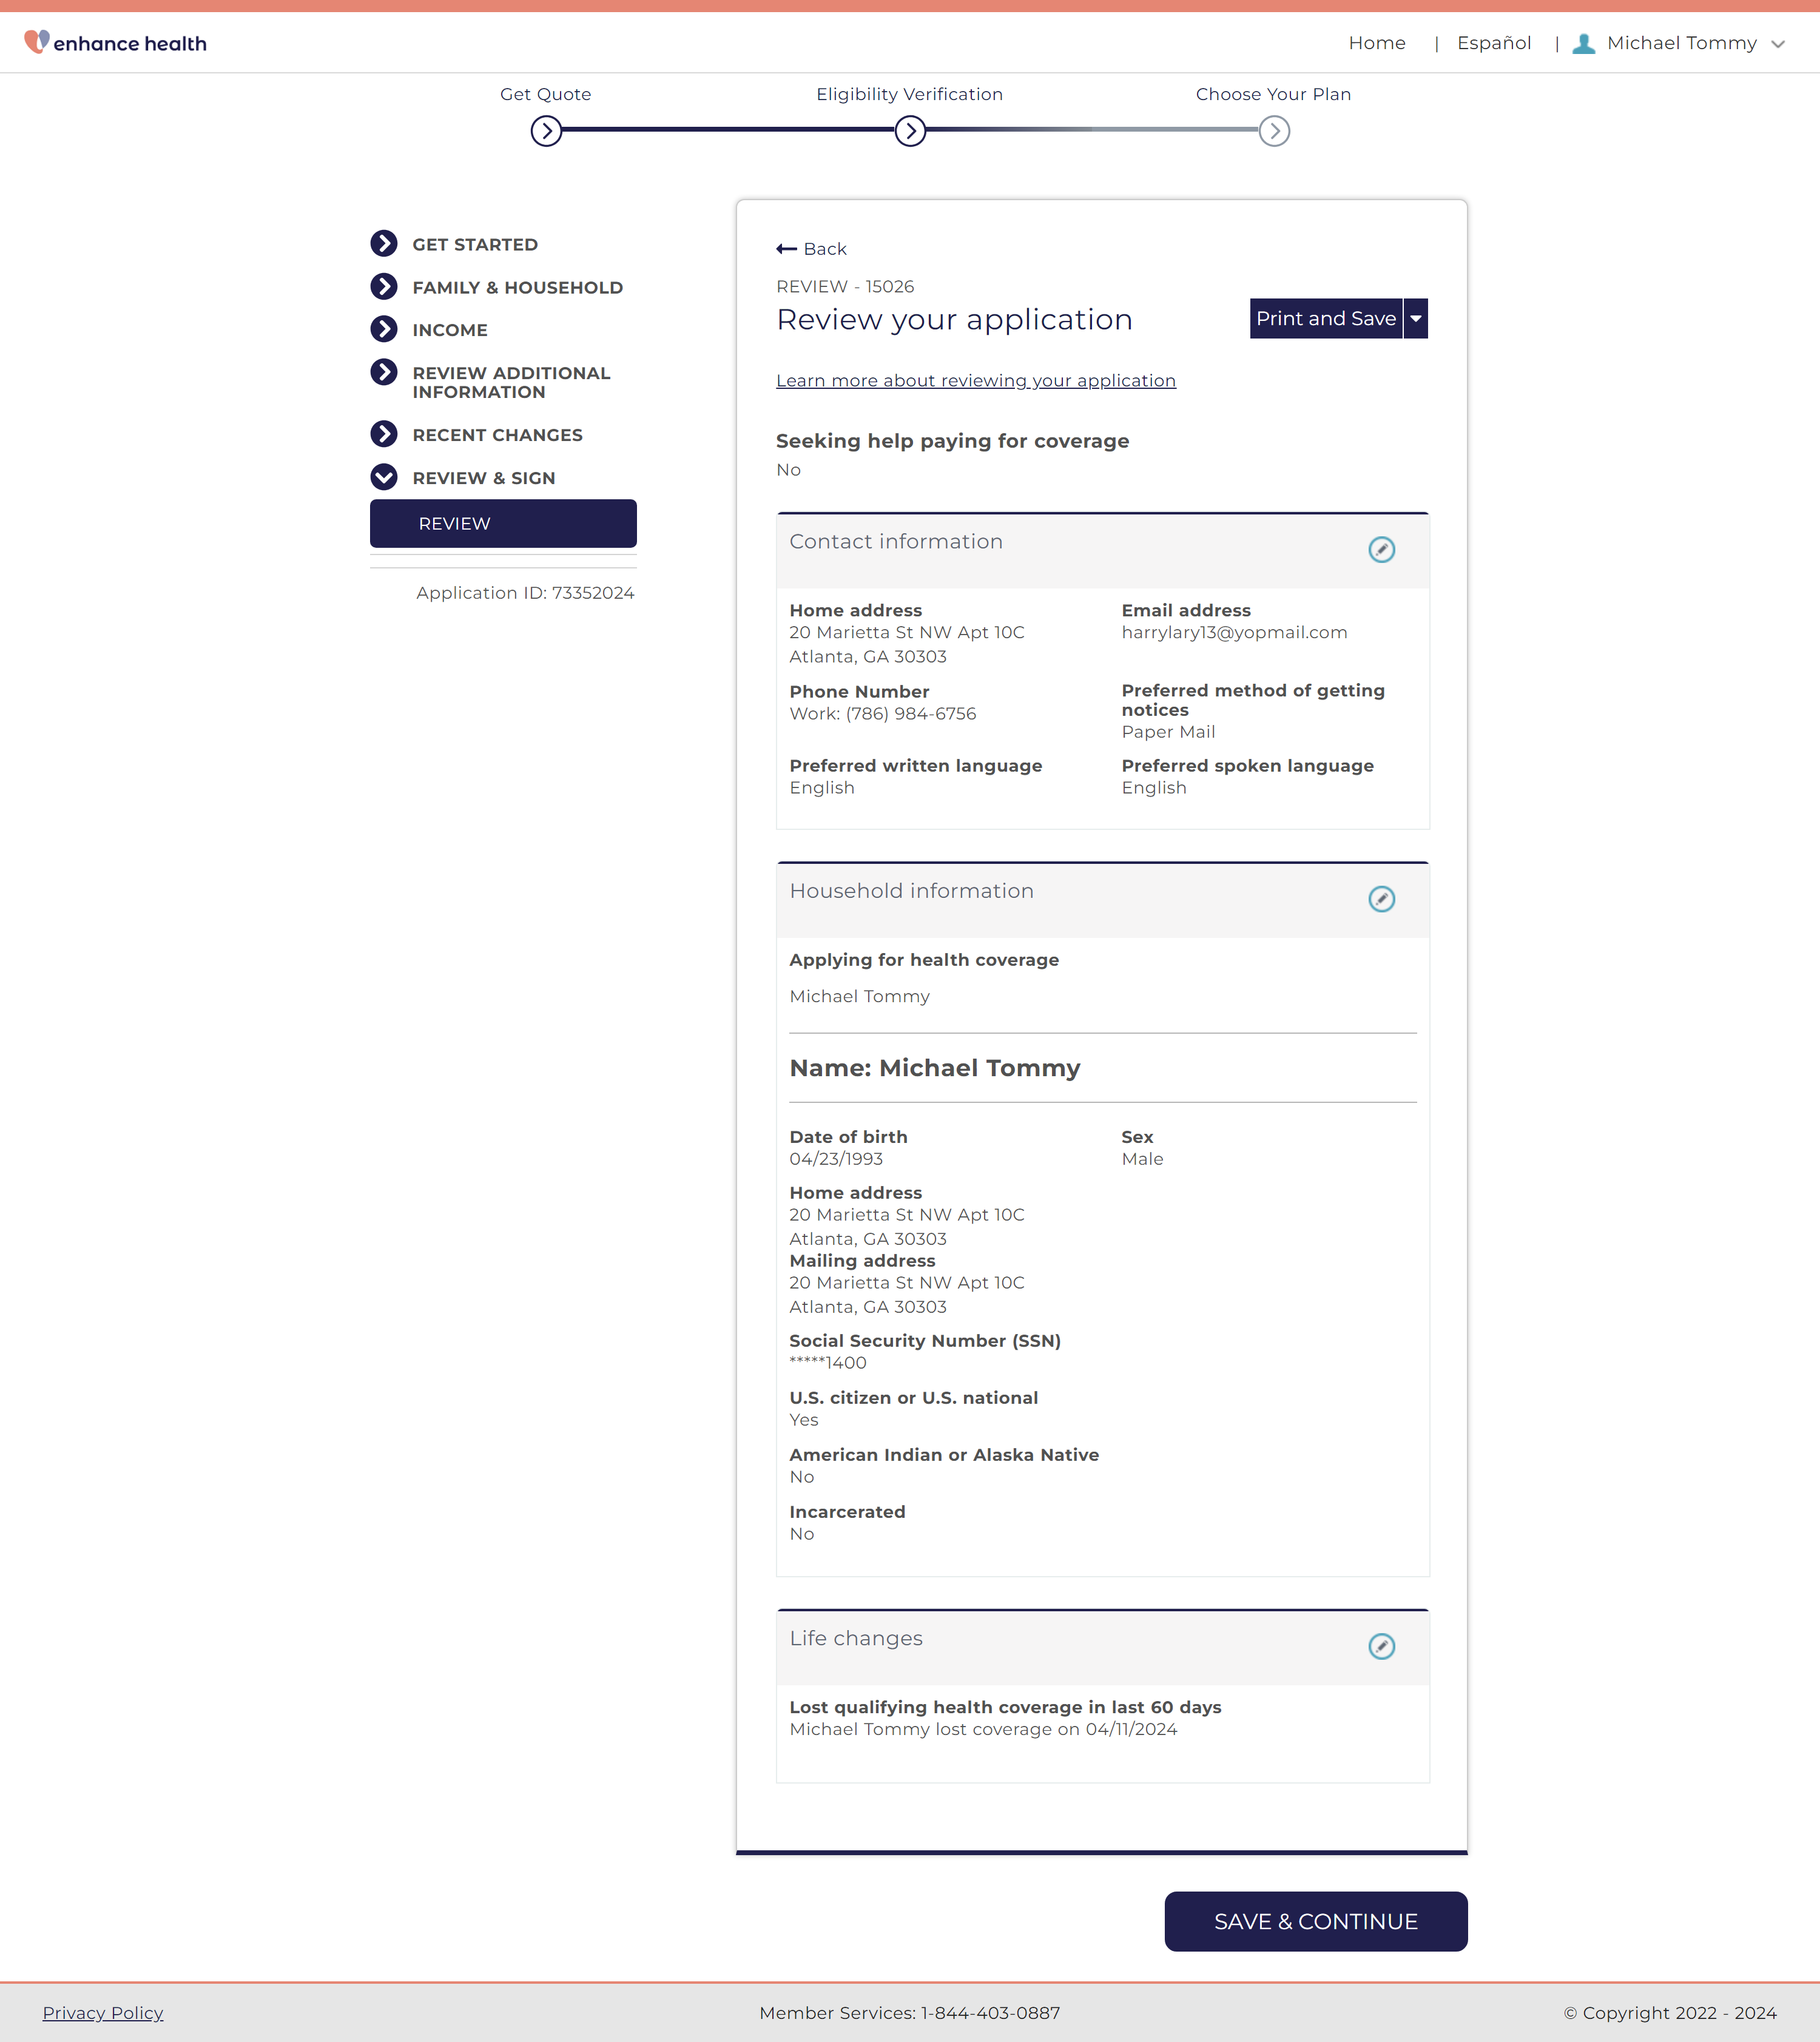 enhance health
Home | Español | Michael Tommy
Get Quote
Eligibility Verification
Choose Your Plan
GET STARTED
FAMILY & HOUSEHOLD
INCOME
REVIEW ADDITIONAL
INFORMATION
RECENT CHANGES
REVIEW & SIGN
REVIEW
Application ID: 73352024
Back
REVIEW - 15026
Review your application
Print and Save
Learn more about reviewing your application
Seeking help paying for coverage
No
Contact information
Home address
20 Marietta St NW Apt 10C
Atlanta, GA 30303
Email address
harrylary13@yopmail.com
Phone Number
Work: (786) 984-6756
Preferred method of getting
notices
Paper Mail
Preferred written language
English
Preferred spoken language
English
Household information
Applying for health coverage
Michael Tommy
Name: Michael Tommy
Date of birth
04/23/1993
Sex
Male
Home address
20 Marietta St NW Apt 10C
Atlanta, GA 30303
Mailing address
20 Marietta St NW Apt 10C
Atlanta, GA 30303
Social Security Number (SSN)
*****1400
U.S. citizen or U.S. national
Yes
American Indian or Alaska Native
No
Incarcerated
No
Life changes
Lost qualifying health coverage in last 60 days
Michael Tommy lost coverage on 04/11/2024
SAVE & CONTINUE
Privacy Policy
Member Services: 1-844-403-0887
© Copyright 2022 - 2024